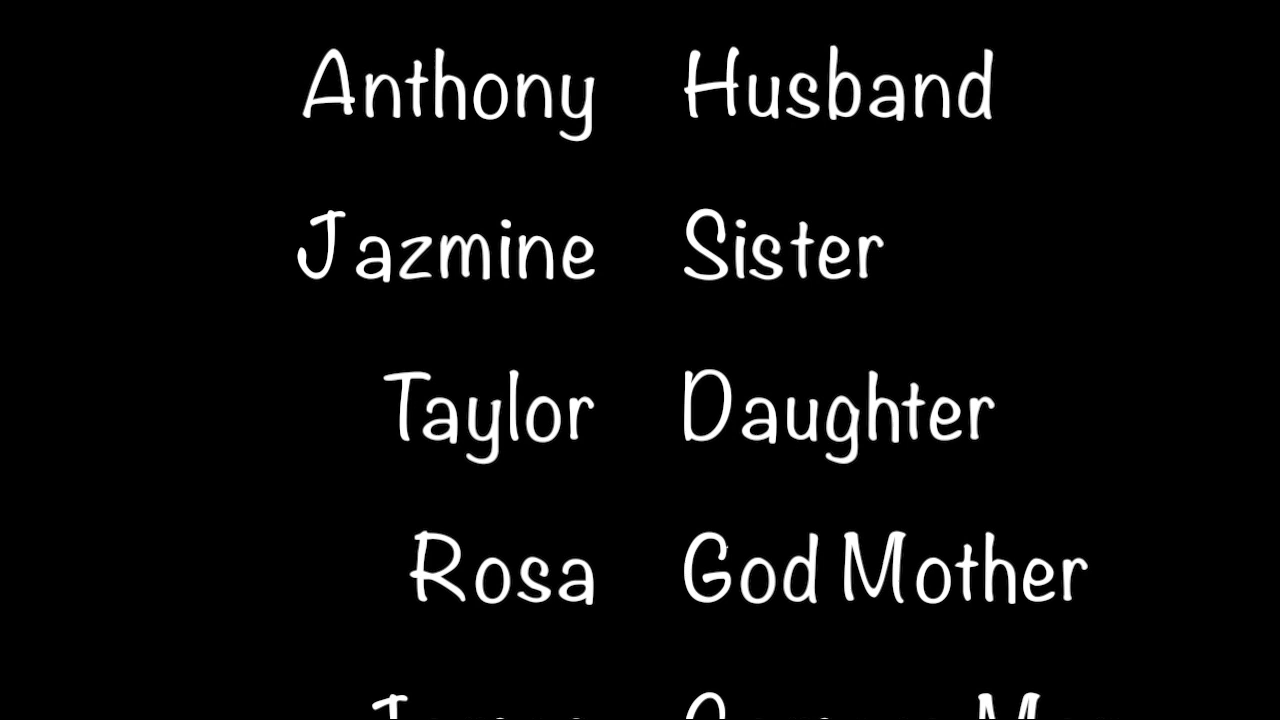 Anthony Husband
Jazmine Sister
Taylor Daughter
Rosa God Mother